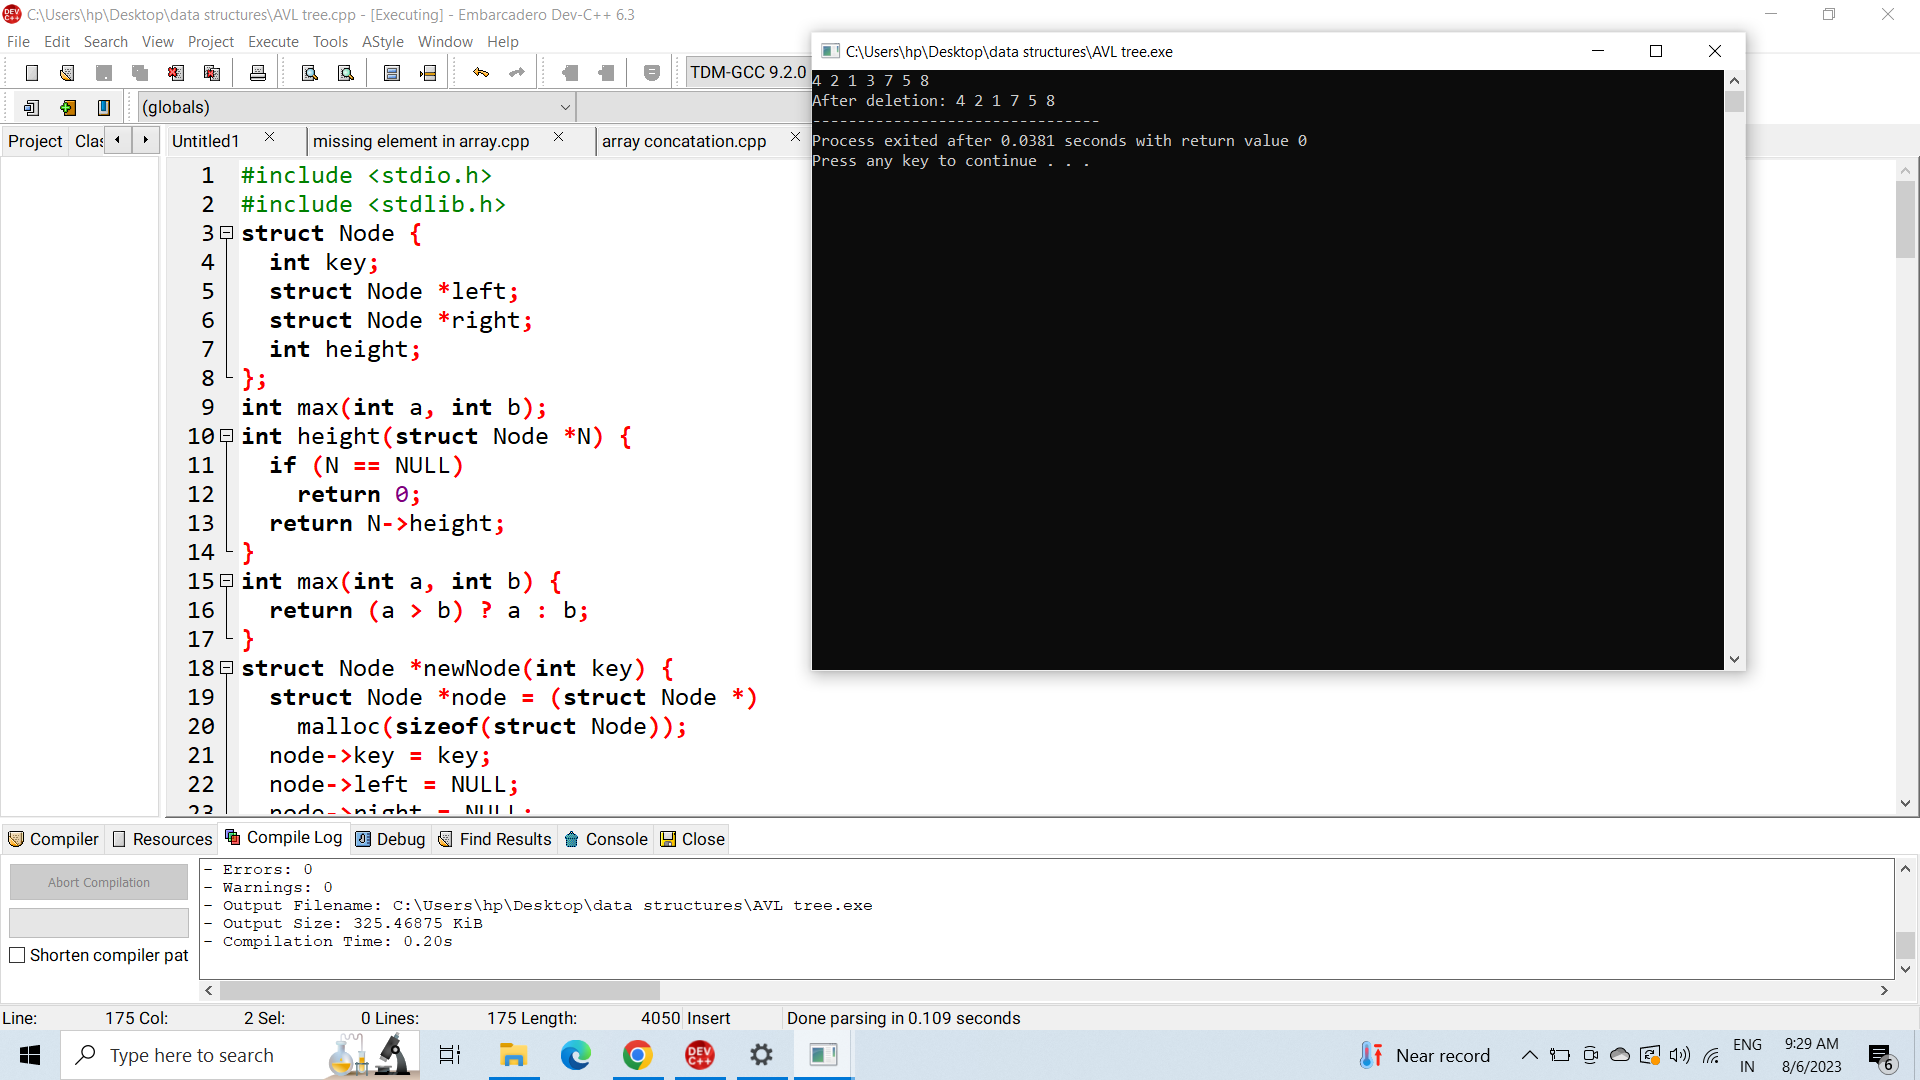 C:\Users\hp\Desktop\data structures\AVL tree.cpp - [Executing] - Embarcadero Dev-C++ 6.3
File Edit Search View Project Execute Tools AStyle Window Help
TDM-GCC 9.2.0
(globals)
Project Clas
Untitled1 missing element in array.cpp array concatation.cpp
1 #include <stdio.h>
2 #include <stdlib.h>
3 struct Node {
4 int key;
5 struct Node *left;
6 struct Node *right;
7 int height;
8 };
9 int max(int a, int b);
10 int height(struct Node *N) {
11 if (N == NULL)
12 return 0;
13 return N->height;
14 }
15 int max(int a, int b) {
16 return (a > b) ? a : b;
17 }
18 struct Node *newNode(int key) {
19 struct Node *node = (struct Node *)
20 malloc(sizeof(struct Node));
21 node->key = key;
22 node->left = NULL;
23 node->right = NULL;
C:\Users\hp\Desktop\data structures\AVL tree.exe
4 2 1 3 7 5 8
After deletion: 4 2 1 7 5 8
--------------------------------
Process exited after 0.0381 seconds with return value 0
Press any key to continue . . .
Compiler Resources Compile Log Debug Find Results Console Close
Abort Compilation
Shorten compiler pat
- Errors: 0
- Warnings: 0
- Output Filename: C:\Users\hp\Desktop\data structures\AVL tree.exe
- Output Size: 325.46875 KiB
- Compilation Time: 0.20s
Line: 175 Col: 2 Sel: 0 Lines: 175 Length: 4050 Insert Done parsing in 0.109 seconds
Type here to search
DEV C++
Near record
ENG
IN
9:29 AM
8/6/2023
6